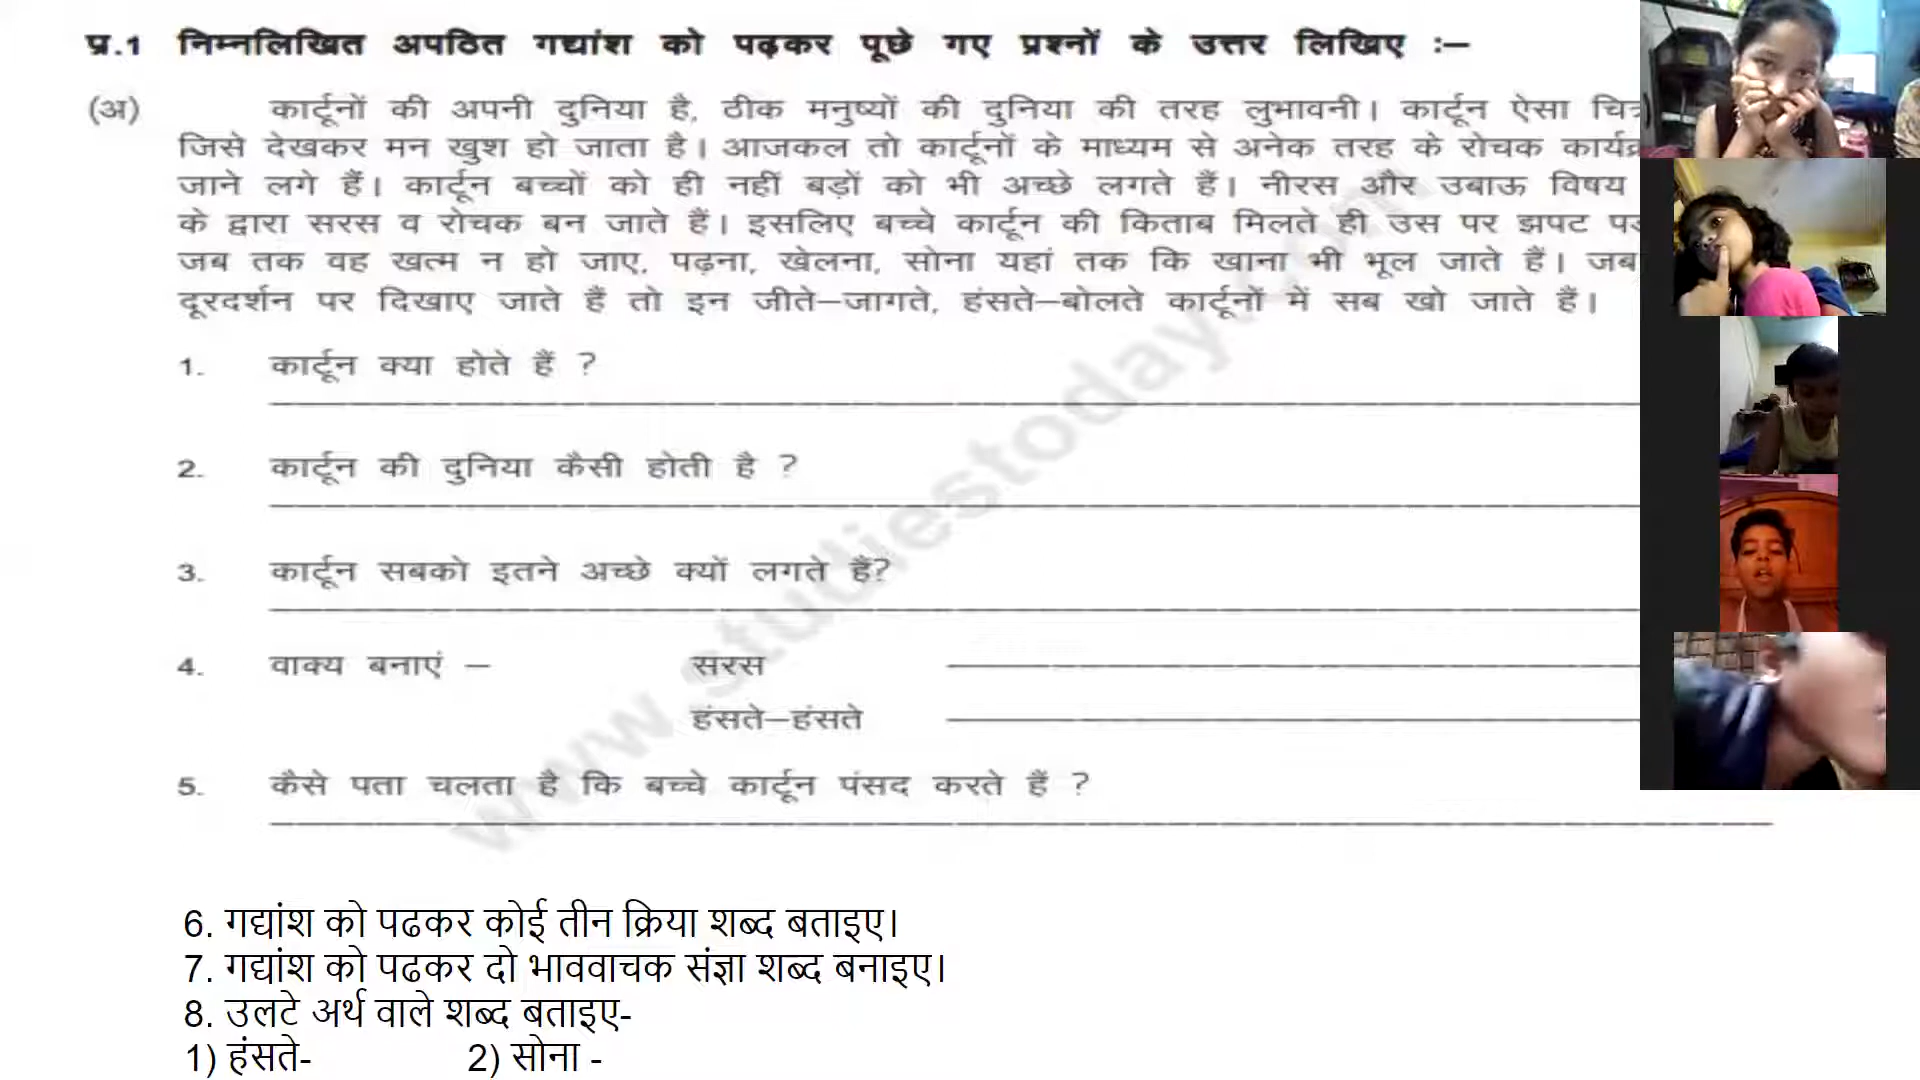 प्र.1 निम्नलिखित अपठित गद्यांश को पढ़कर पूछे गए प्रश्नों के उत्तर लिखिए :–
(अ) कार्टूनों की अपनी दुनिया है, ठीक मनुष्यों की दुनिया की तरह लुभावनी। कार्टून ऐसा
जिसे देखकर मन खुश हो जाता है। आजकल तो कार्टूनों के माध्यम से अनेक तरह के रोचक
जाने लगे हैं। कार्टून बच्चों को ही नहीं बड़ों को भी अच्छे लगते हैं। नीरस और उबाऊ विषय
के द्वारा सरस व रोचक बन जाते हैं। इसलिए बच्चे कार्टून की किताब मिलते ही उस पर झपट
जब तक वह खत्म न हो जाए, पढ़ना, खेलना, सोना यहां तक कि खाना भी भूल जाते हैं। जब
दूरदर्शन पर दिखाए जाते हैं तो इन जीते–जागते, हंसते–बोलते कार्टूनों में सब खो जाते हैं।
1. कार्टून क्या होते हैं ?
2. कार्टून की दुनिया कैसी होती है ?
3. कार्टून सबको इतने अच्छे क्यों लगते हैं?
4. वाक्य बनाएं – सरस
हंसते–हंसते
5. कैसे पता चलता है कि बच्चे कार्टून पंसद करते हैं ?
www.studiestoday.com
6. गद्यांश को पढकर कोई तीन क्रिया शब्द बताइए।
7. गद्यांश को पढकर दो भाववाचक संज्ञा शब्द बनाइए।
8. उलटे अर्थ वाले शब्द बताइए-
1) हंसते- 2) सोना -